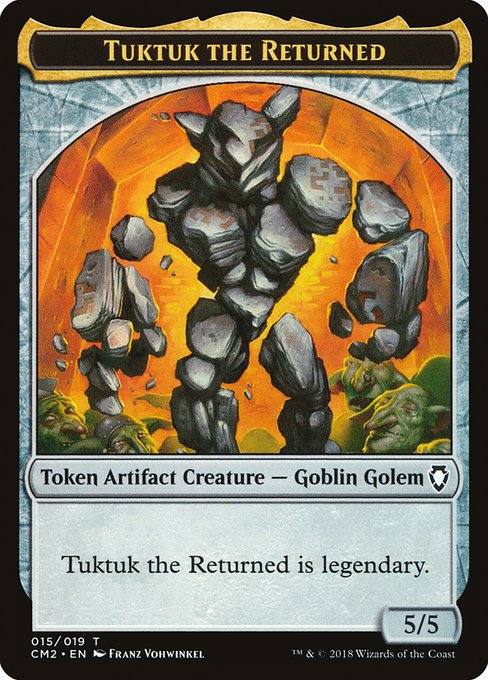 Tuktuk the Returned
Token Artifact Creature — Goblin Golem
Tuktuk the Returned is legendary.
5/5
015/019 T
CM2 • EN Franz Vohwinkel
™ & © 2018 Wizards of the Coast